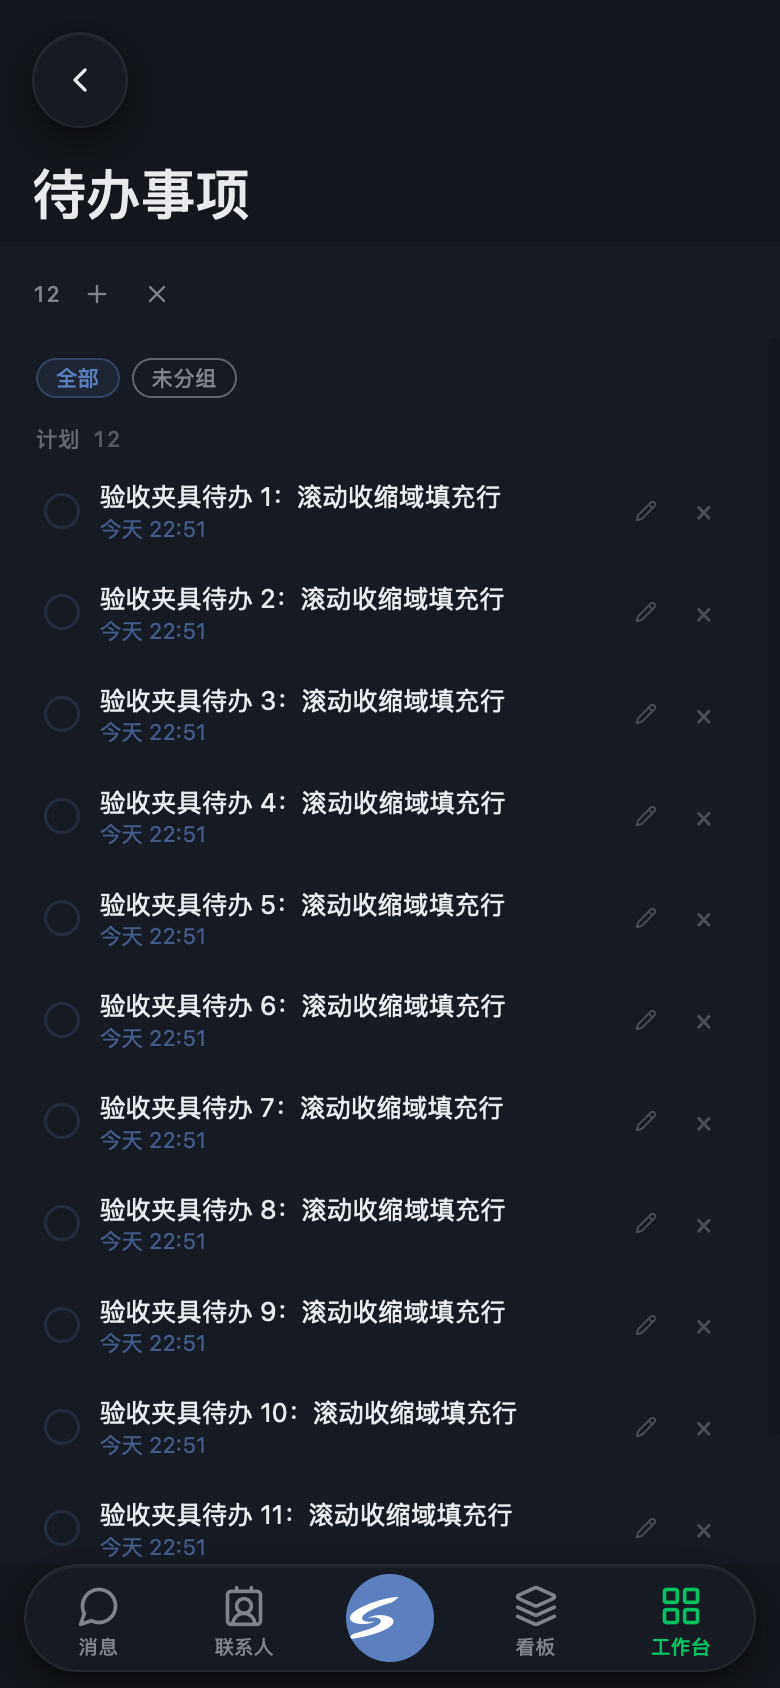 待办事项
12
全部 未分组
计划 12
验收夹具待办 1：滚动收缩域填充行
今天 22:51
验收夹具待办 2：滚动收缩域填充行
今天 22:51
验收夹具待办 3：滚动收缩域填充行
今天 22:51
验收夹具待办 4：滚动收缩域填充行
今天 22:51
验收夹具待办 5：滚动收缩域填充行
今天 22:51
验收夹具待办 6：滚动收缩域填充行
今天 22:51
验收夹具待办 7：滚动收缩域填充行
今天 22:51
验收夹具待办 8：滚动收缩域填充行
今天 22:51
验收夹具待办 9：滚动收缩域填充行
今天 22:51
验收夹具待办 10：滚动收缩域填充行
今天 22:51
验收夹具待办 11：滚动收缩域填充行
今天 22:51
消息 联系人 看板 工作台